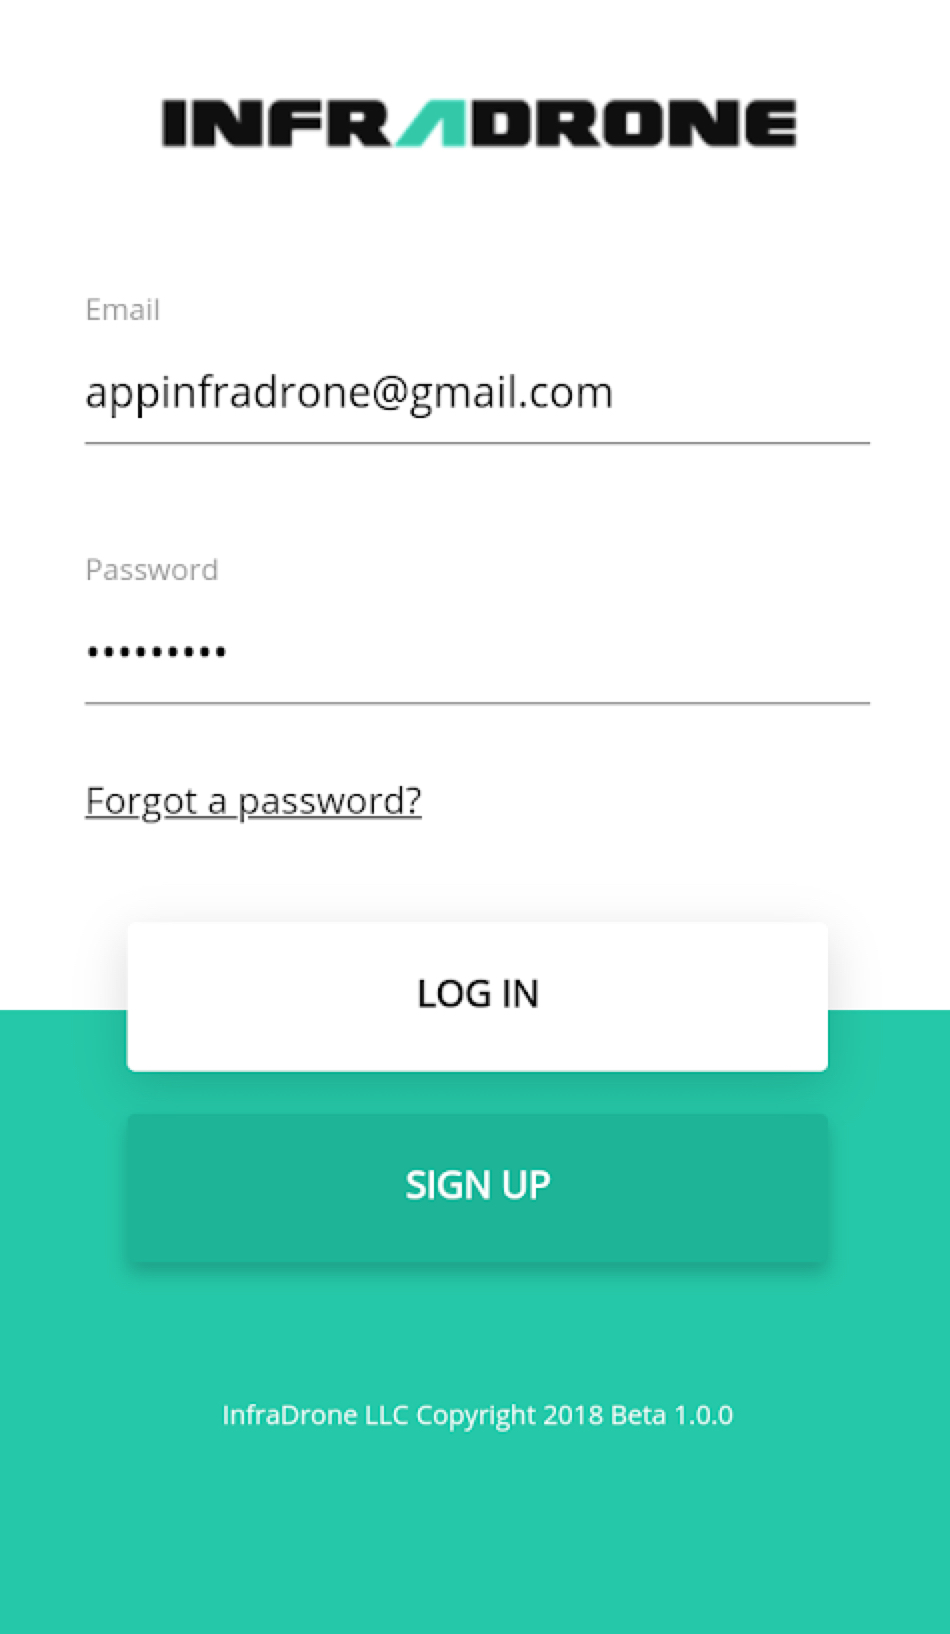 INFRADRONE
Email
appinfradrone@gmail.com
Password
•••••••••
Forgot a password?
LOG IN
SIGN UP
InfraDrone LLC Copyright 2018 Beta 1.0.0